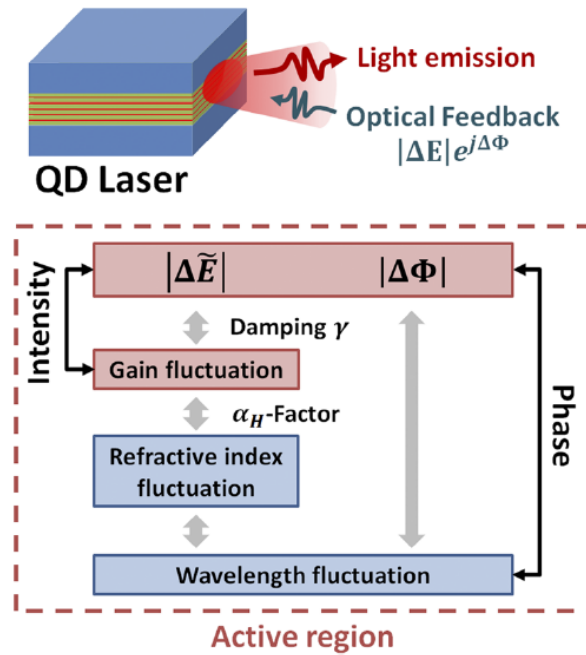 Light emission
Optical Feedback
|ΔE|e^{jΔΦ}
QD Laser
|ΔẼ| |ΔΦ|
Intensity
Damping γ
Gain fluctuation
α_H-Factor
Phase
Refractive index
fluctuation
Wavelength fluctuation
Active region